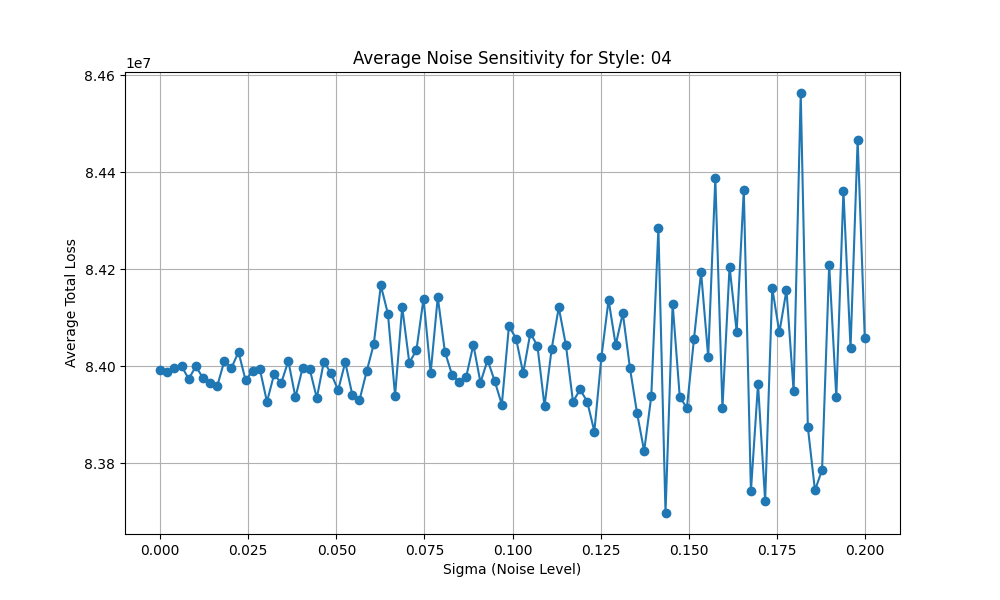 Average Noise Sensitivity for Style: 04
1e7
8.46
8.44
8.42
8.40
8.38
Average Total Loss
0.000 0.025 0.050 0.075 0.100 0.125 0.150 0.175 0.200
Sigma (Noise Level)